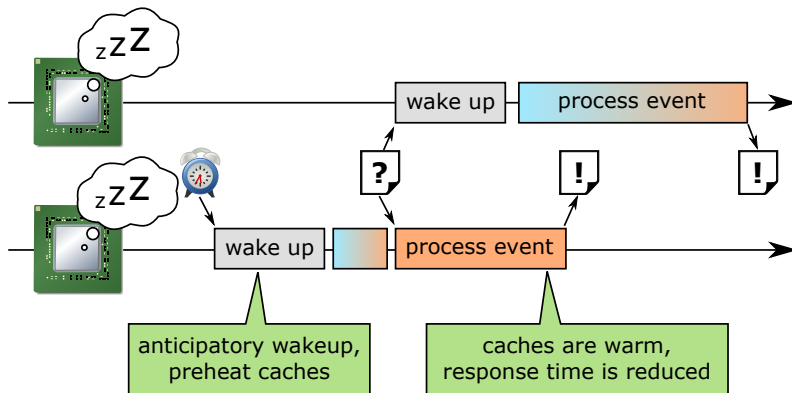 zzz
wake up
process event
?
!
!
zzz
wake up
process event
anticipatory wakeup,
preheat caches
caches are warm,
response time is reduced